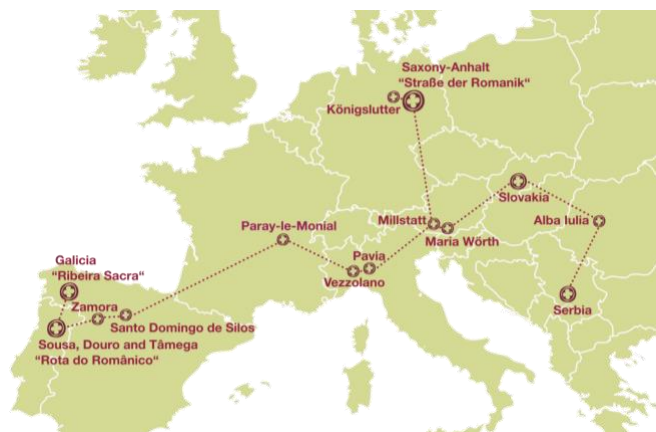 Saxony-Anhalt
"Straße der Romanik"
Königslutter
Slovakia
Alba Iulia
Millstatt
Maria Wörth
Paray-le-Monial
Pavia
Vezzolano
Galicia
"Ribeira Sacra"
Zamora
Santo Domingo de Silos
Serbia
Sousa, Douro and Tâmega
"Rota do Românico"